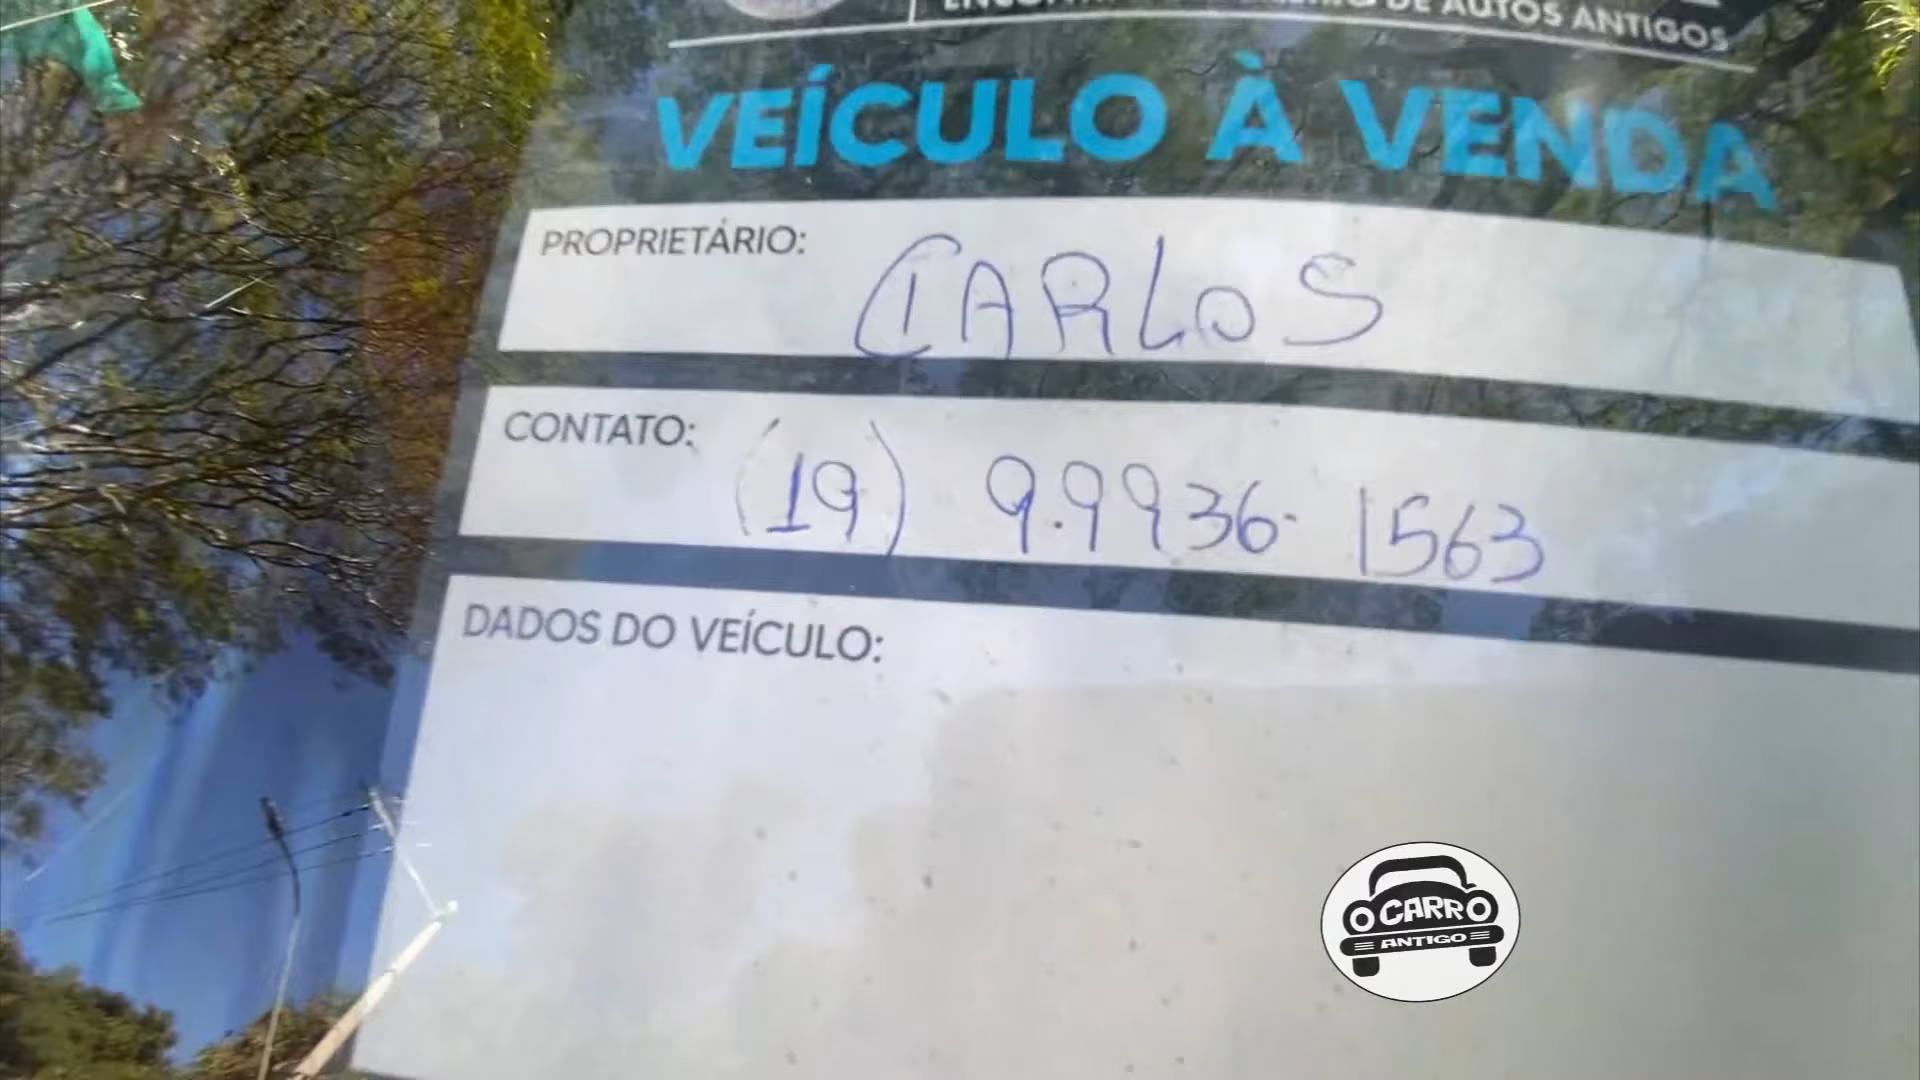 DE AUTOS ANTIGOS
VEÍCULO À VENDA
PROPRIETÁRIO: CARLOS
CONTATO: (19) 9.9936-1563
DADOS DO VEÍCULO:
O CARRO
ANTIGO